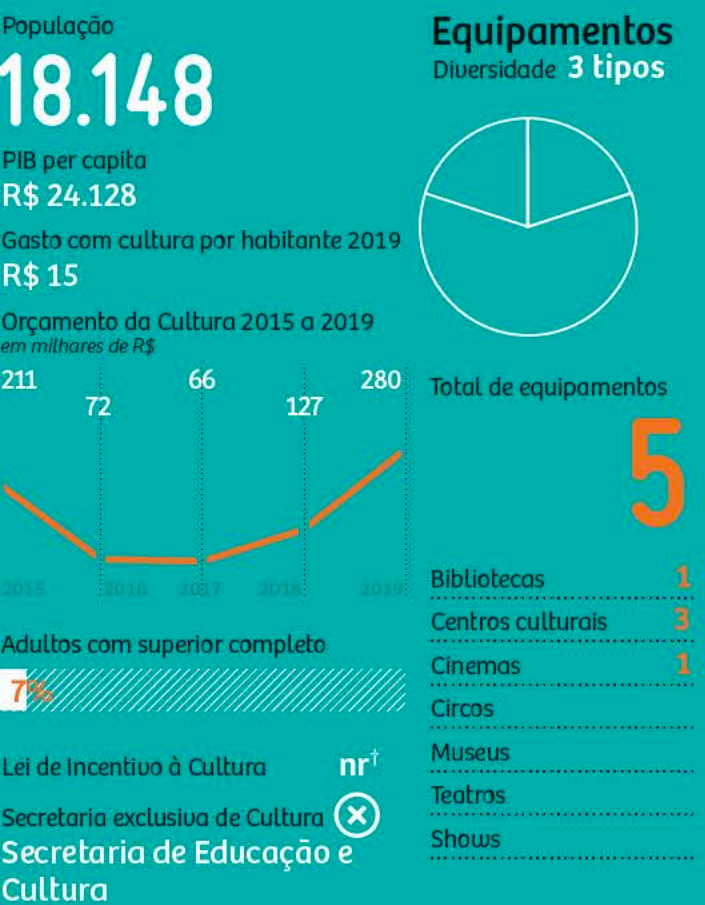 População
18.148
PIB per capita
R$ 24.128
Gasto com cultura por habitante 2019
R$ 15
Orçamento da Cultura 2015 a 2019
em milhares de R$
211
72
66
127
280
2015
2016
2017
2018
2019
Adultos com superior completo
7%
Lei de Incentivo à Cultura nr†
Secretaria exclusiva de Cultura
Secretaria de Educação e
Cultura
Equipamentos
Diversidade 3 tipos
Total de equipamentos
5
Bibliotecas 1
Centros culturais 3
Cinemas 1
Circos
Museus
Teatros
Shows